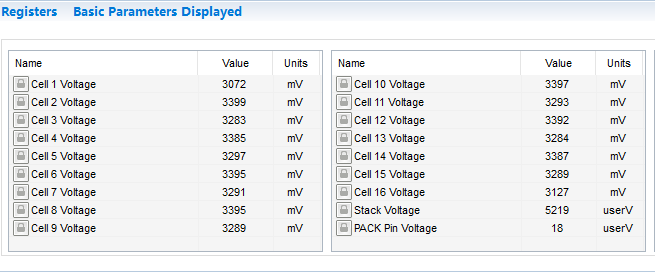 Registers Basic Parameters Displayed
Name Value Units
Cell 1 Voltage 3072 mV
Cell 2 Voltage 3399 mV
Cell 3 Voltage 3283 mV
Cell 4 Voltage 3385 mV
Cell 5 Voltage 3297 mV
Cell 6 Voltage 3395 mV
Cell 7 Voltage 3291 mV
Cell 8 Voltage 3395 mV
Cell 9 Voltage 3289 mV
Name Value Units
Cell 10 Voltage 3397 mV
Cell 11 Voltage 3293 mV
Cell 12 Voltage 3392 mV
Cell 13 Voltage 3284 mV
Cell 14 Voltage 3387 mV
Cell 15 Voltage 3289 mV
Cell 16 Voltage 3127 mV
Stack Voltage 5219 userV
PACK Pin Voltage 18 userV